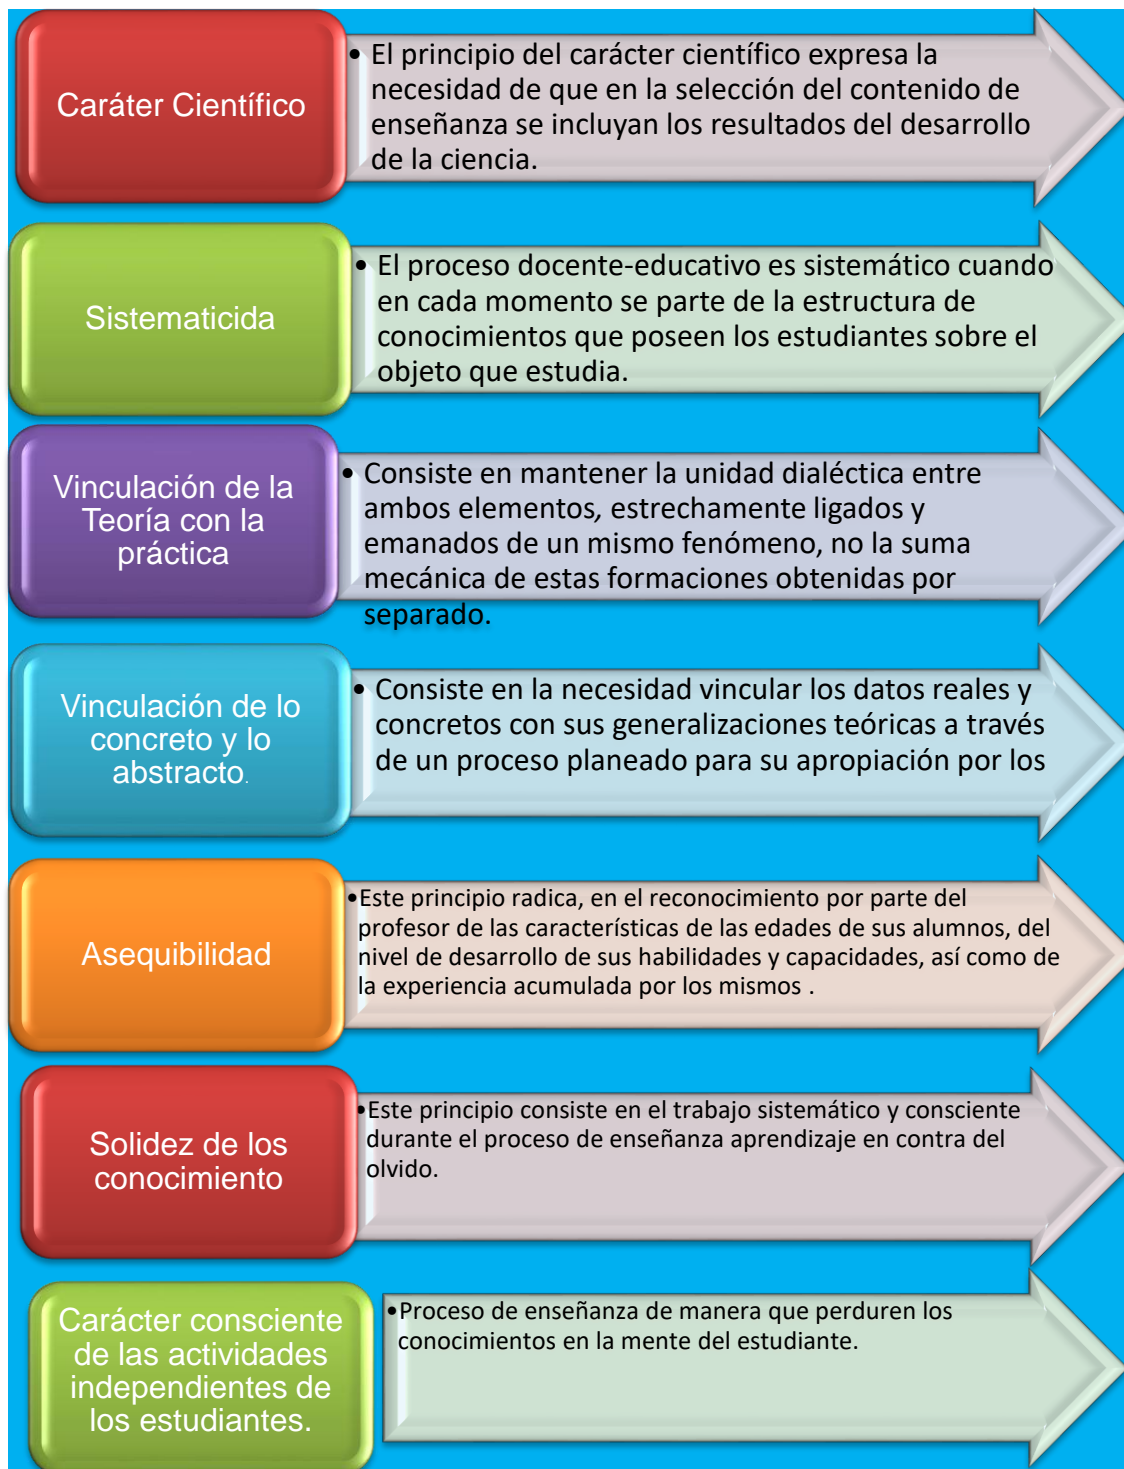 Caráter Científico
• El principio del carácter científico expresa la
necesidad de que en la selección del contenido de
enseñanza se incluyan los resultados del desarrollo
de la ciencia.
Sistematicida
• El proceso docente-educativo es sistemático cuando
en cada momento se parte de la estructura de
conocimientos que poseen los estudiantes sobre el
objeto que estudia.
Vinculación de la
Teoría con la
práctica
• Consiste en mantener la unidad dialéctica entre
ambos elementos, estrechamente ligados y
emanados de un mismo fenómeno, no la suma
mecánica de estas formaciones obtenidas por
separado.
Vinculación de lo
concreto y lo
abstracto.
• Consiste en la necesidad vincular los datos reales y
concretos con sus generalizaciones teóricas a través
de un proceso planeado para su apropiación por los
Asequibilidad
•Este principio radica, en el reconocimiento por parte del
profesor de las características de las edades de sus alumnos, del
nivel de desarrollo de sus habilidades y capacidades, así como de
la experiencia acumulada por los mismos .
Solidez de los
conocimiento
•Este principio consiste en el trabajo sistemático y consciente
durante el proceso de enseñanza aprendizaje en contra del
olvido.
Carácter consciente
de las actividades
independientes de
los estudiantes.
•Proceso de enseñanza de manera que perduren los
conocimientos en la mente del estudiante.